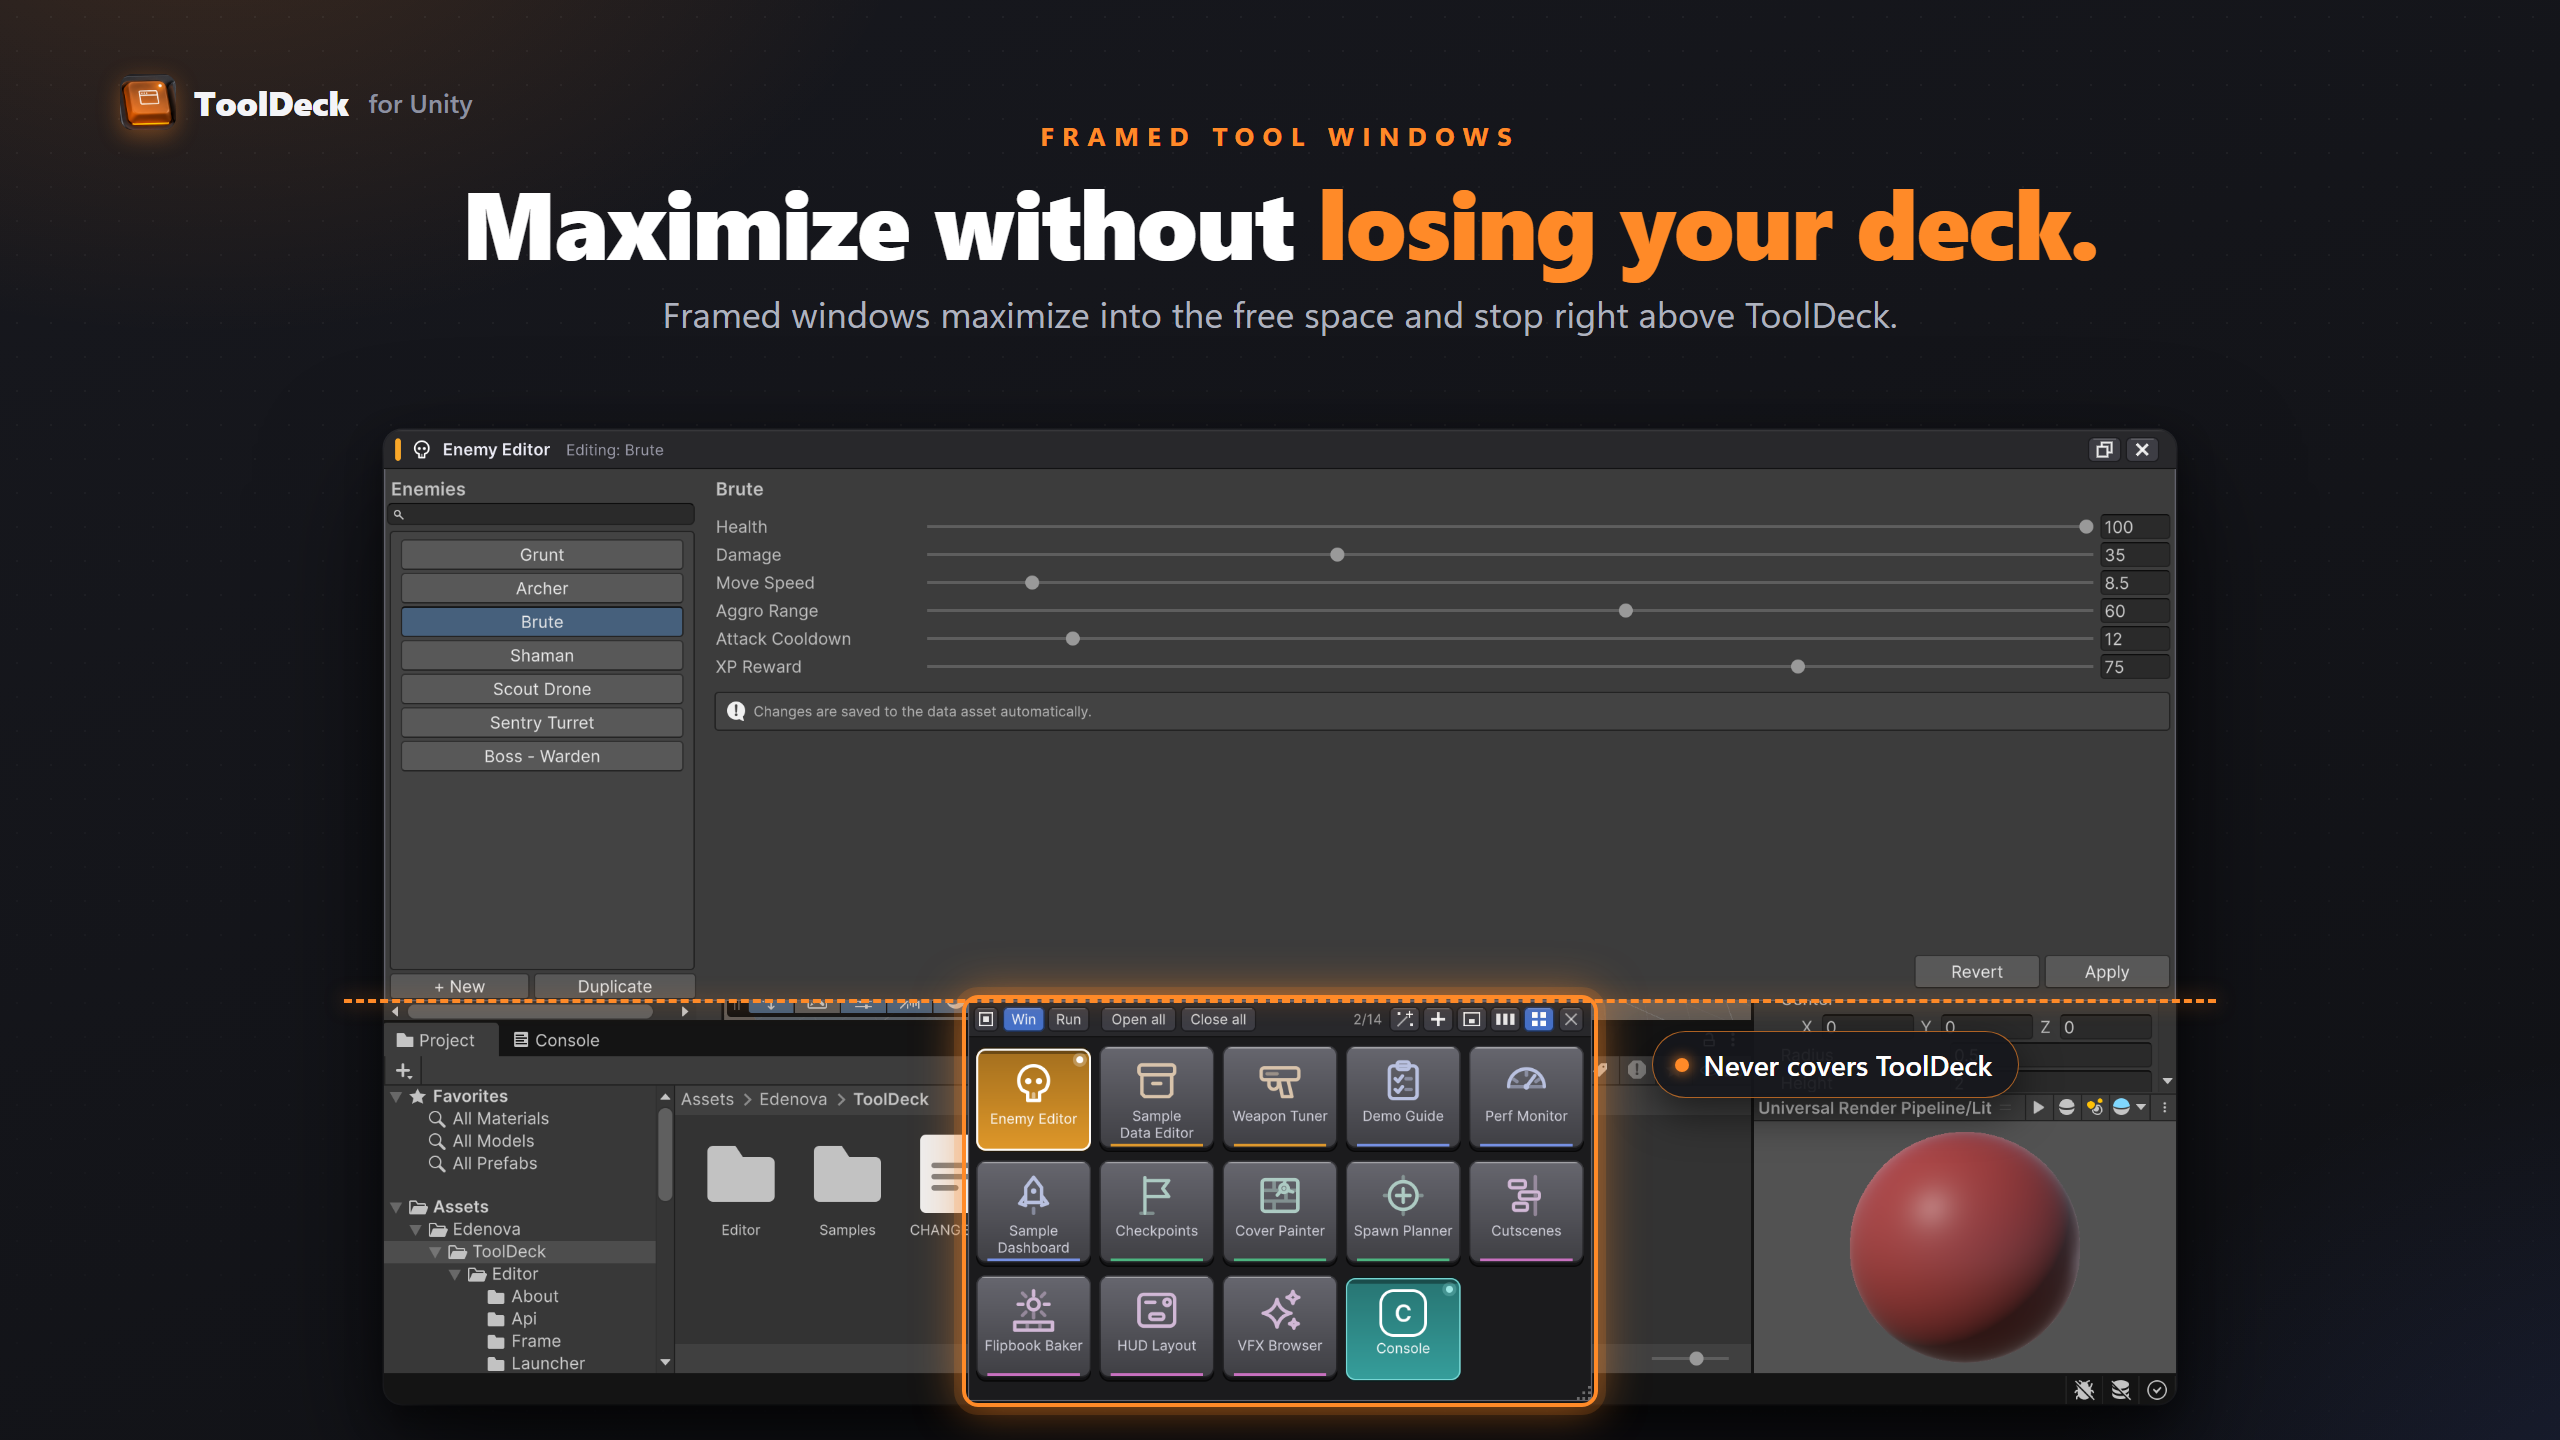 ToolDeck for Unity
FRAMED TOOL WINDOWS
Maximize without losing your deck.
Framed windows maximize into the free space and stop right above ToolDeck.
Enemy Editor Editing: Brute
Enemies
Grunt
Archer
Brute
Shaman
Scout Drone
Sentry Turret
Boss - Warden
+ New Duplicate
Brute
Health 100
Damage 35
Move Speed 8.5
Aggro Range 60
Attack Cooldown 12
XP Reward 75
Changes are saved to the data asset automatically.
Revert Apply
Project Console
Favorites
All Materials
All Models
All Prefabs
Assets
Edenova
ToolDeck
Editor
About
Api
Frame
Launcher
Assets > Edenova > ToolDeck
Editor Samples CHANGE
Win Run Open all Close all 2/14
Enemy Editor
Sample
Data Editor
Weapon Tuner
Demo Guide
Perf Monitor
Sample
Dashboard
Checkpoints
Cover Painter
Spawn Planner
Cutscenes
Flipbook Baker
HUD Layout
VFX Browser
C
Console
X 0 Y 0 Z 0
Never covers ToolDeck
Universal Render Pipeline/Lit